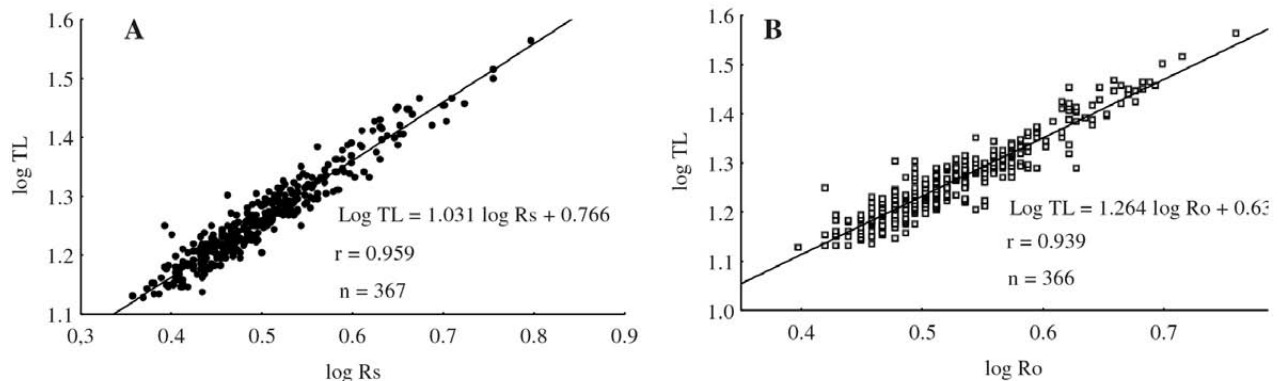 A
1.6
1.5
1.4
1.3
1.2
1.1
log TL
0.3
0.4
0.5
0.6
0.7
0.8
0.9
log Rs
Log TL = 1.031 log Rs + 0.766
r = 0.959
n = 367
B
1.6
1.5
1.4
1.3
1.2
1.1
1.0
log TL
0.4
0.5
0.6
0.7
log Ro
Log TL = 1.264 log Ro + 0.63
r = 0.939
n = 366